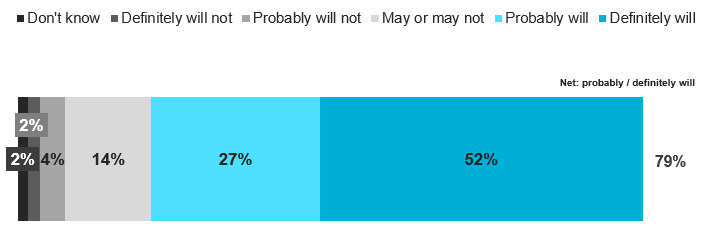 Don't know Definitely will not Probably will not May or may not Probably will Definitely will
Net: probably / definitely will
2%
2% 4% 14% 27% 52% 79%